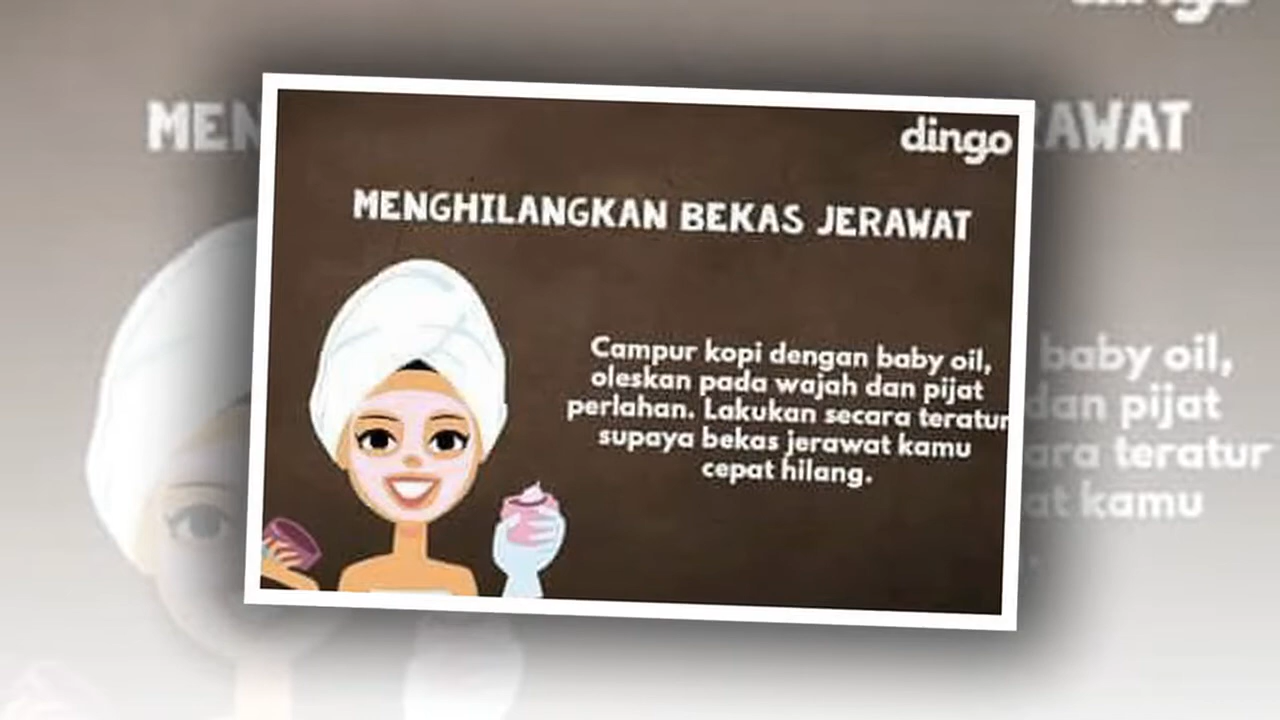 dingo
MENGHILANGKAN BEKAS JERAWAT
Campur kopi dengan baby oil,
oleskan pada wajah dan pijat
perlahan. Lakukan secara teratur
supaya bekas jerawat kamu
cepat hilang.